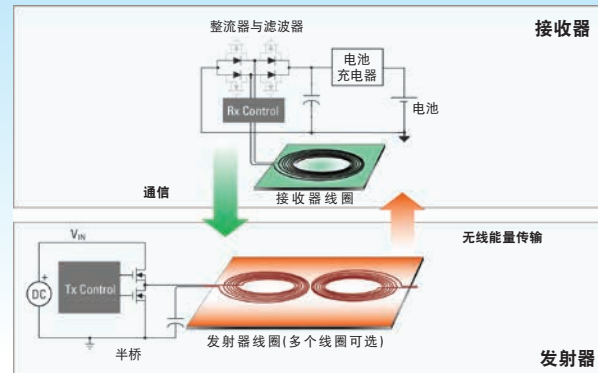 接收器
整流器与滤波器
电池
充电器
Rx Control
电池
接收器线圈
通信
无线能量传输
VIN
+
DC
Tx Control
半桥
发射器线圈(多个线圈可选)
发射器